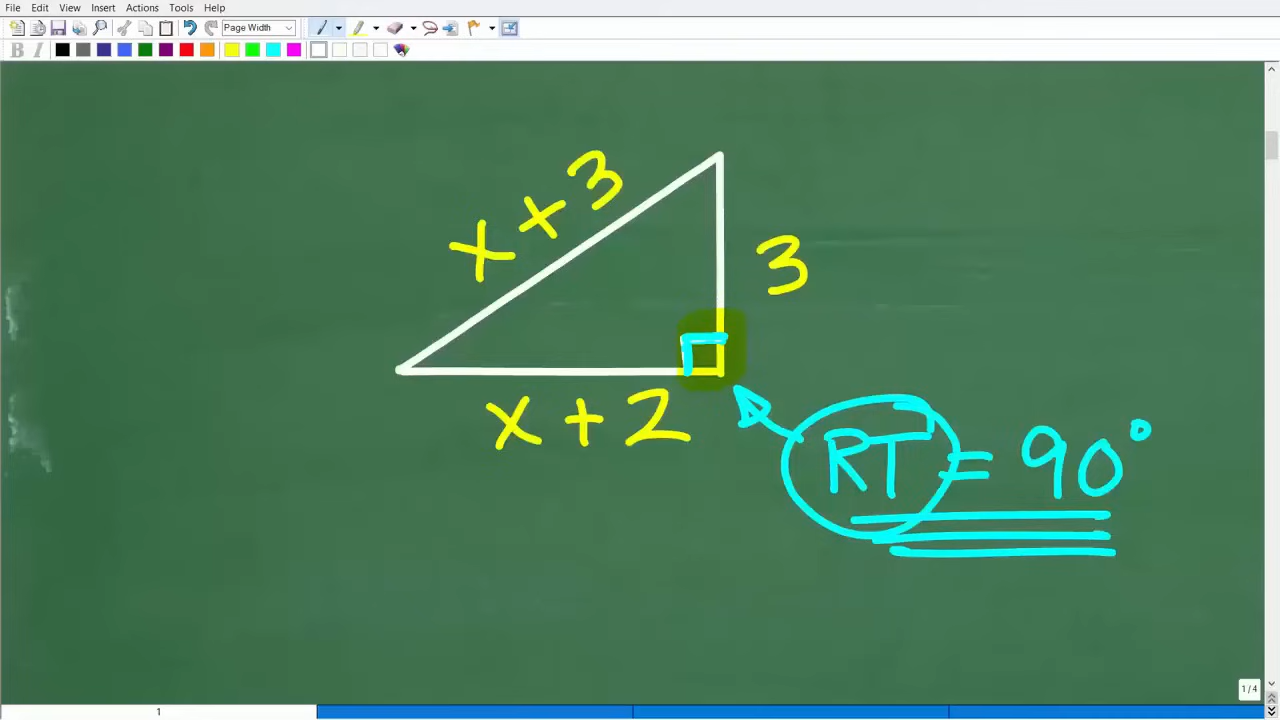 File Edit View Insert Actions Tools Help
Page Width
B I
x + 3
3
x + 2
RT = 90°
1/4
1